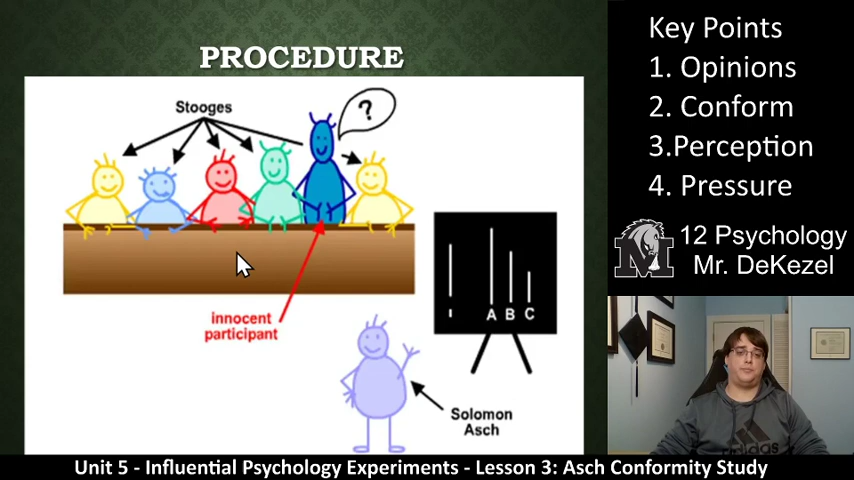 PROCEDURE
Stooges
?
innocent
participant
A B C
Solomon
Asch
Key Points
1. Opinions
2. Conform
3.Perception
4. Pressure
M
12 Psychology
Mr. DeKezel
adidas
Unit 5 - Influential Psychology Experiments - Lesson 3: Asch Conformity Study